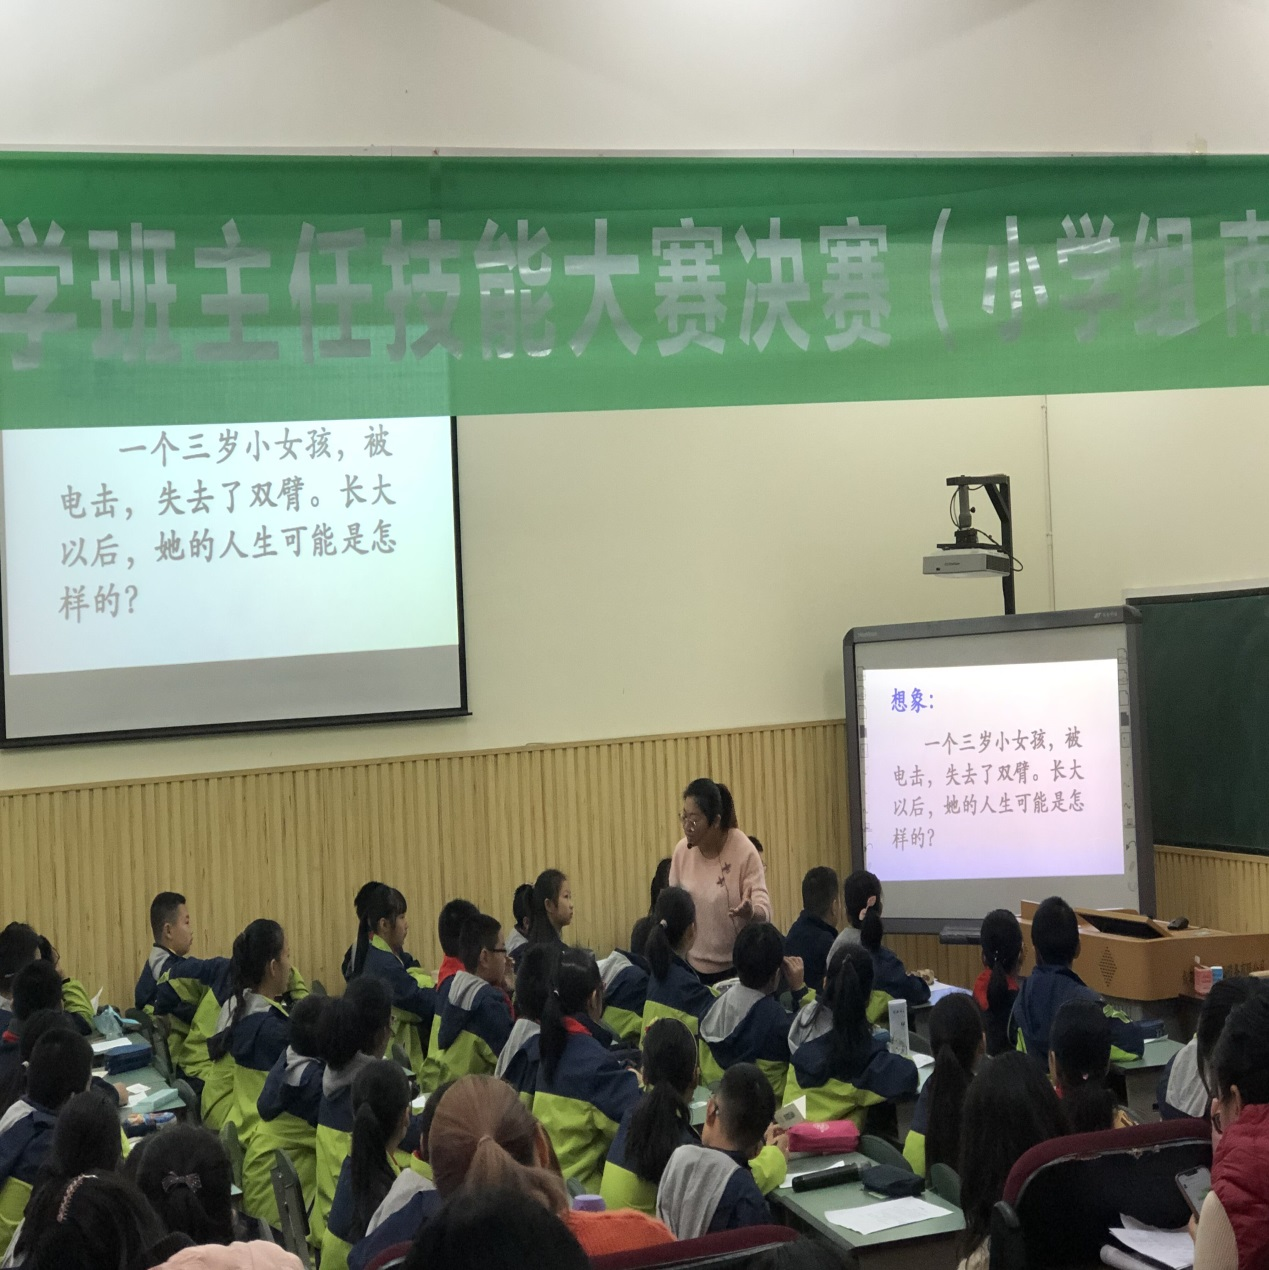 学班主任技能大赛决赛(小学组南
一个三岁小女孩，被
电击，失去了双臂。长大
以后，她的人生可能是怎
样的？
想象：
一个三岁小女孩，被
电击，失去了双臂。长大
以后，她的人生可能是怎
样的？